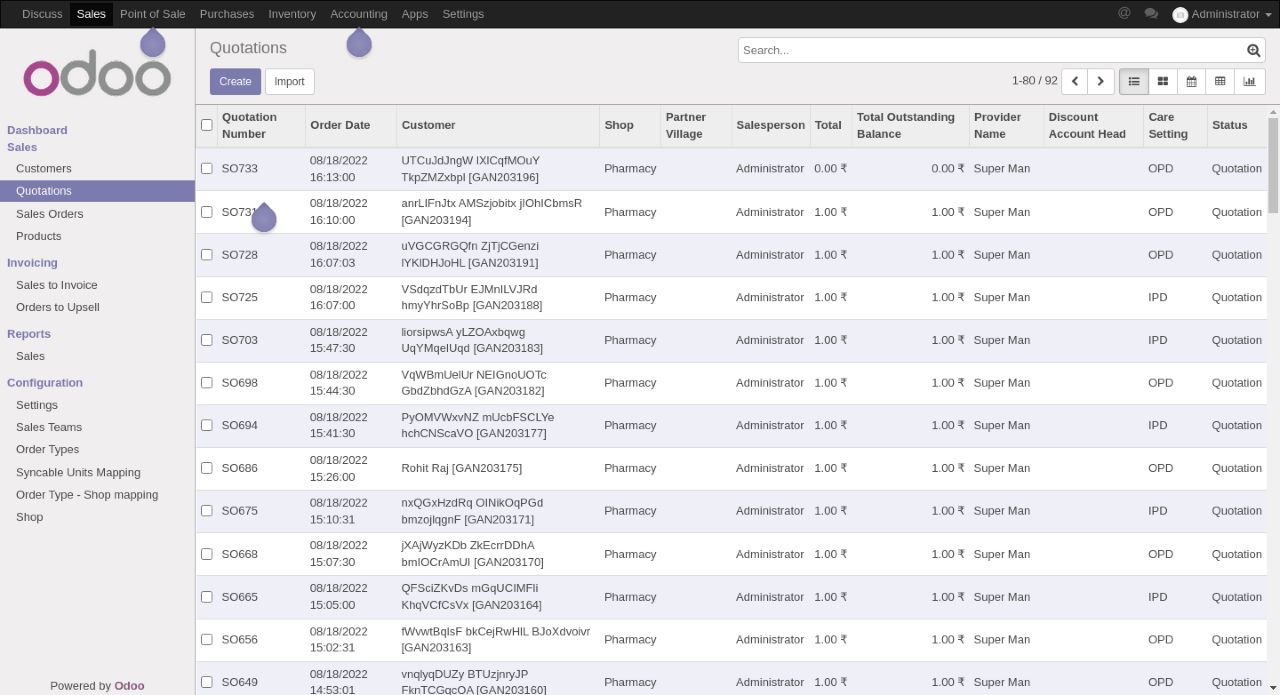 Discuss Sales Point of Sale Purchases Inventory Accounting Apps Settings @ Administrator
odoo
Quotations
Search...
Create Import
1-80 / 92
Dashboard
Sales
Customers
Quotations
Sales Orders
Products
Invoicing
Sales to Invoice
Orders to Upsell
Reports
Sales
Configuration
Settings
Sales Teams
Order Types
Syncable Units Mapping
Order Type - Shop mapping
Shop
Powered by Odoo
Quotation Number Order Date Customer Shop Partner Village Salesperson Total Total Outstanding Balance Provider Name Discount Account Head Care Setting Status
SO733 08/18/2022 16:13:00 UTCuJdJngW IXICqfMOuY TkpZMZxbpI [GAN203196] Pharmacy Administrator 0.00 ₹ 0.00 ₹ Super Man OPD Quotation
SO731 08/18/2022 16:10:00 anrLIFnJtx AMSzjobitx jIOhICbmsR [GAN203194] Pharmacy Administrator 1.00 ₹ 1.00 ₹ Super Man OPD Quotation
SO728 08/18/2022 16:07:03 uVGCGRGQfn ZjTjCGenzi IYKlDHJoHL [GAN203191] Pharmacy Administrator 1.00 ₹ 1.00 ₹ Super Man OPD Quotation
SO725 08/18/2022 16:07:00 VSdqzdTbUr EJMnILVJRd hmyYhrSoBp [GAN203188] Pharmacy Administrator 1.00 ₹ 1.00 ₹ Super Man IPD Quotation
SO703 08/18/2022 15:47:30 liorsipwsA yLZOAxbqwg UqYMqeIUqd [GAN203183] Pharmacy Administrator 1.00 ₹ 1.00 ₹ Super Man IPD Quotation
SO698 08/18/2022 15:44:30 VqWBmUelUr NEIGnoUOTc GbdZbhdGzA [GAN203182] Pharmacy Administrator 1.00 ₹ 1.00 ₹ Super Man OPD Quotation
SO694 08/18/2022 15:41:30 PyOMVWxvNZ mUcbFSCLYe hchCNScaVO [GAN203177] Pharmacy Administrator 1.00 ₹ 1.00 ₹ Super Man IPD Quotation
SO686 08/18/2022 15:26:00 Rohit Raj [GAN203175] Pharmacy Administrator 1.00 ₹ 1.00 ₹ Super Man OPD Quotation
SO675 08/18/2022 15:10:31 nxQGxHzdRq OINikOqPGd bmzojIqgnF [GAN203171] Pharmacy Administrator 1.00 ₹ 1.00 ₹ Super Man IPD Quotation
SO668 08/18/2022 15:07:30 jXAjWyzKDb ZkEcrrDDhA bmIOCrAmUI [GAN203170] Pharmacy Administrator 1.00 ₹ 1.00 ₹ Super Man OPD Quotation
SO665 08/18/2022 15:05:00 QFSciZKvDs mGqUCIMFli KhqVCfCsVx [GAN203164] Pharmacy Administrator 1.00 ₹ 1.00 ₹ Super Man IPD Quotation
SO656 08/18/2022 15:02:31 fWvwtBqIsF bkCejRwHIL BJoXdvoivr [GAN203163] Pharmacy Administrator 1.00 ₹ 1.00 ₹ Super Man OPD Quotation
SO649 08/18/2022 14:53:01 vnqlyqDUZy BTUzjnryJP FknTCGqcOA [GAN203160] Pharmacy Administrator 1.00 ₹ 1.00 ₹ Super Man OPD Quotation